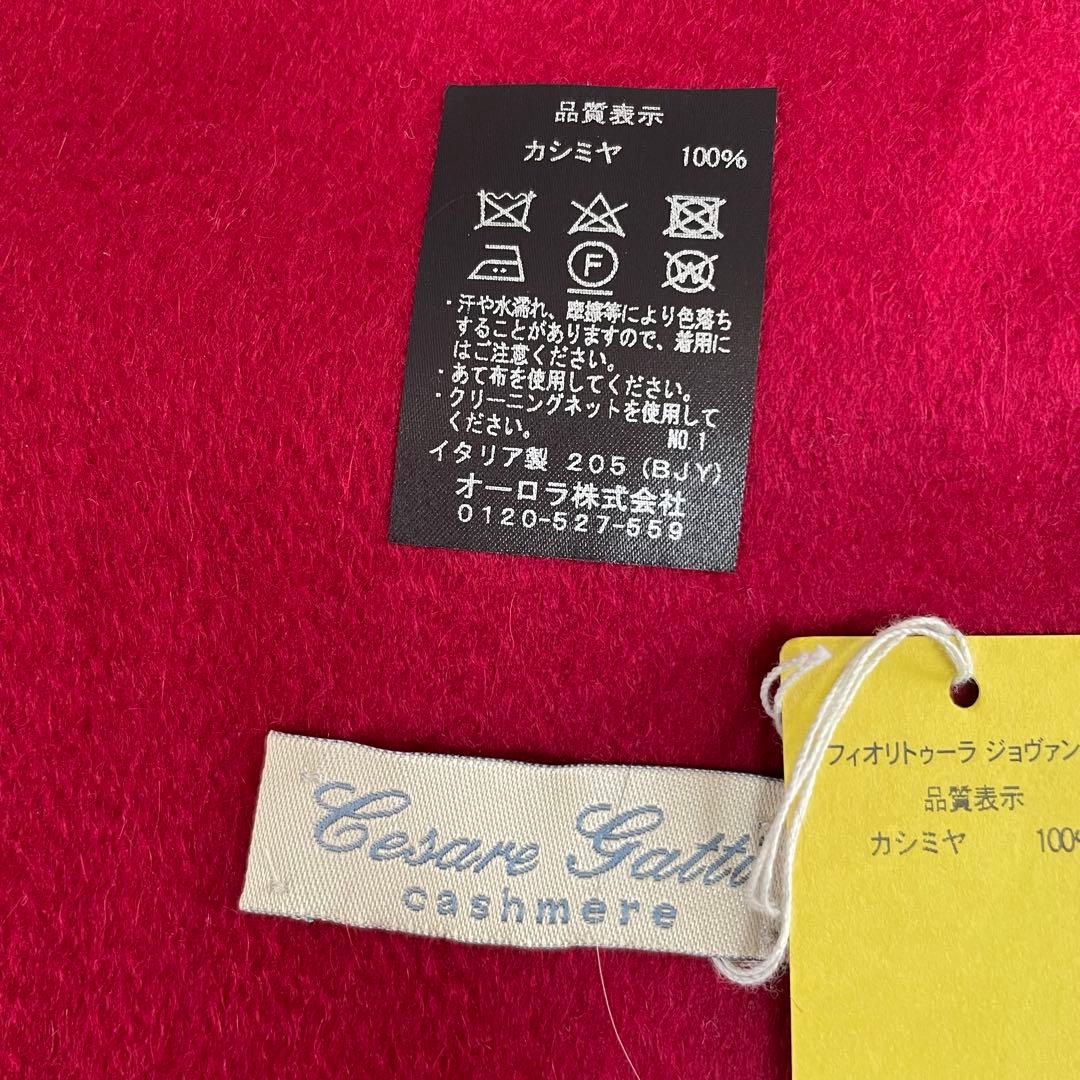 品質表示
カシミヤ 100%
F
W
・汗や水濡れ、摩擦等により色落ち
することがありますので、着用に
はご注意ください。
・あて布を使用してください。
・クリーニングネットを使用して
ください。 NO.1
イタリア製 205 (BJY)
オーロラ株式会社
0120-527-559
Cesare Gatti
cashmere
フィオリトゥーラ ジョヴァン
品質表示
カシミヤ 100%